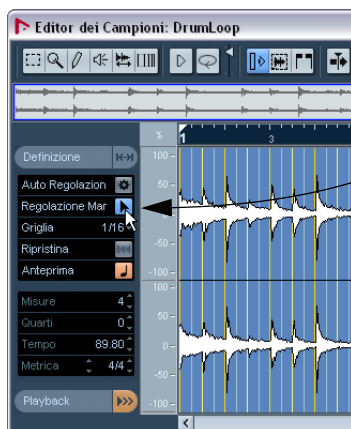 Editor dei Campioni: DrumLoop
% 1 3
Definizione
Auto Regolazion
Regolazione Mar
Griglia 1/16
Ripristina
Anteprima
Misure 4
Quarti 0
Tempo 89.80
Metrica 4/4
Playback
100
50
0
-50
-100
100
50
0
-50
-100